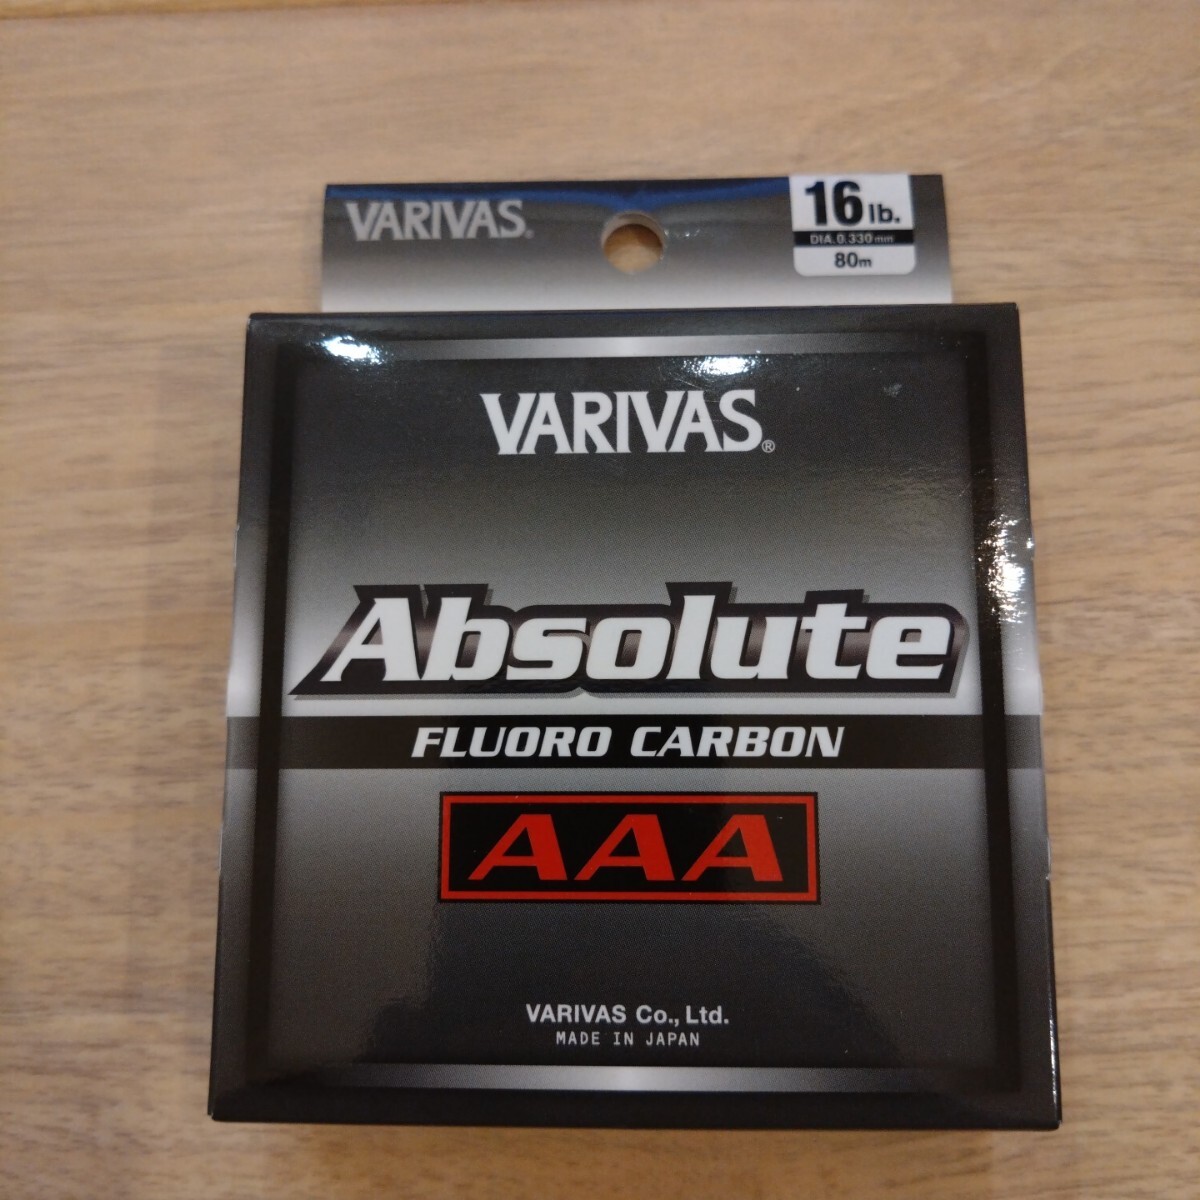 VARIVAS®
16lb.
DIA.0.330mm
80m
VARIVAS®
Absolute
FLUORO CARBON
AAA
VARIVAS Co., Ltd.
MADE IN JAPAN